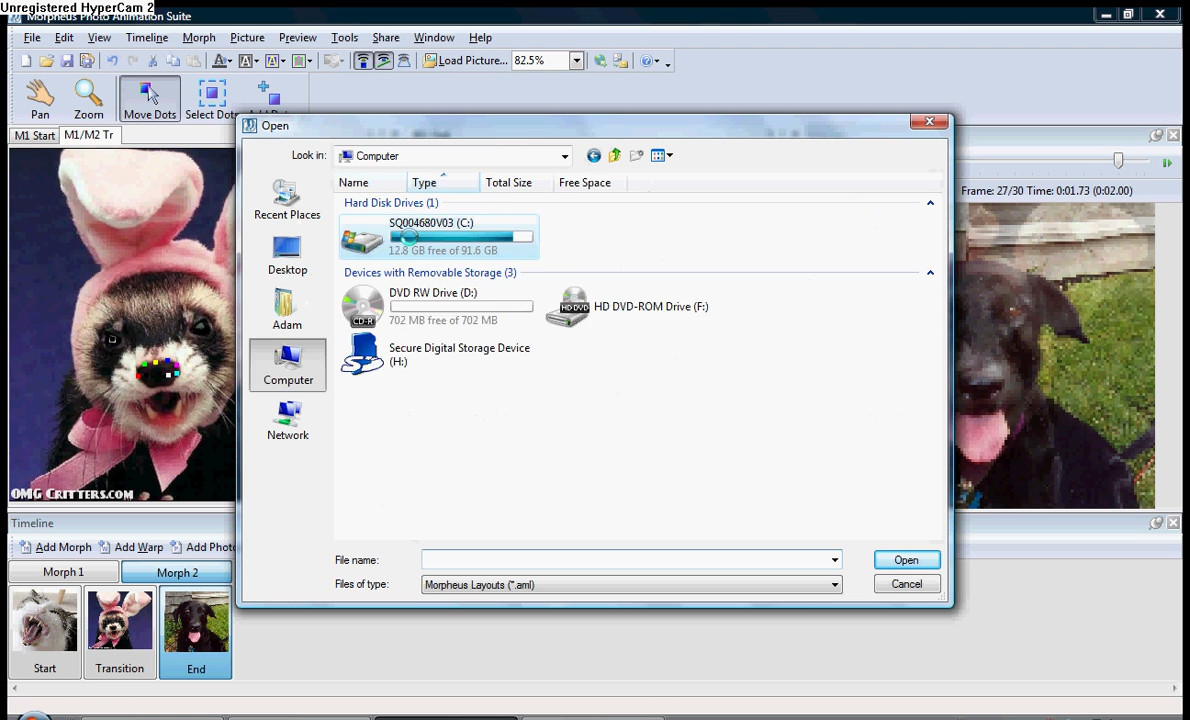 Unregistered HyperCam 2
Morpheus Photo Animation Suite
File Edit View Timeline Morph Picture Preview Tools Share Window Help
Load Picture... 82.5%
Pan Zoom Move Dots Select Dots
M1 Start M1/M2 Tr
Open
Look in: Computer
Name Type Total Size Free Space
Frame: 27/30 Time: 0:01.73 (0:02.00)
Hard Disk Drives (1)
SQ004680V03 (C:)
12.8 GB free of 91.6 GB
Devices with Removable Storage (3)
DVD RW Drive (D:)
702 MB free of 702 MB
CD-R
HD DVD
HD DVD-ROM Drive (F:)
Secure Digital Storage Device
(H:)
Recent Places
Desktop
Adam
Computer
Network
OMG CRITTERS.COM
File name:
Open
Files of type: Morpheus Layouts (*.aml)
Cancel
Timeline
Add Morph Add Warp Add Photo
Morph 1 Morph 2
Start Transition End